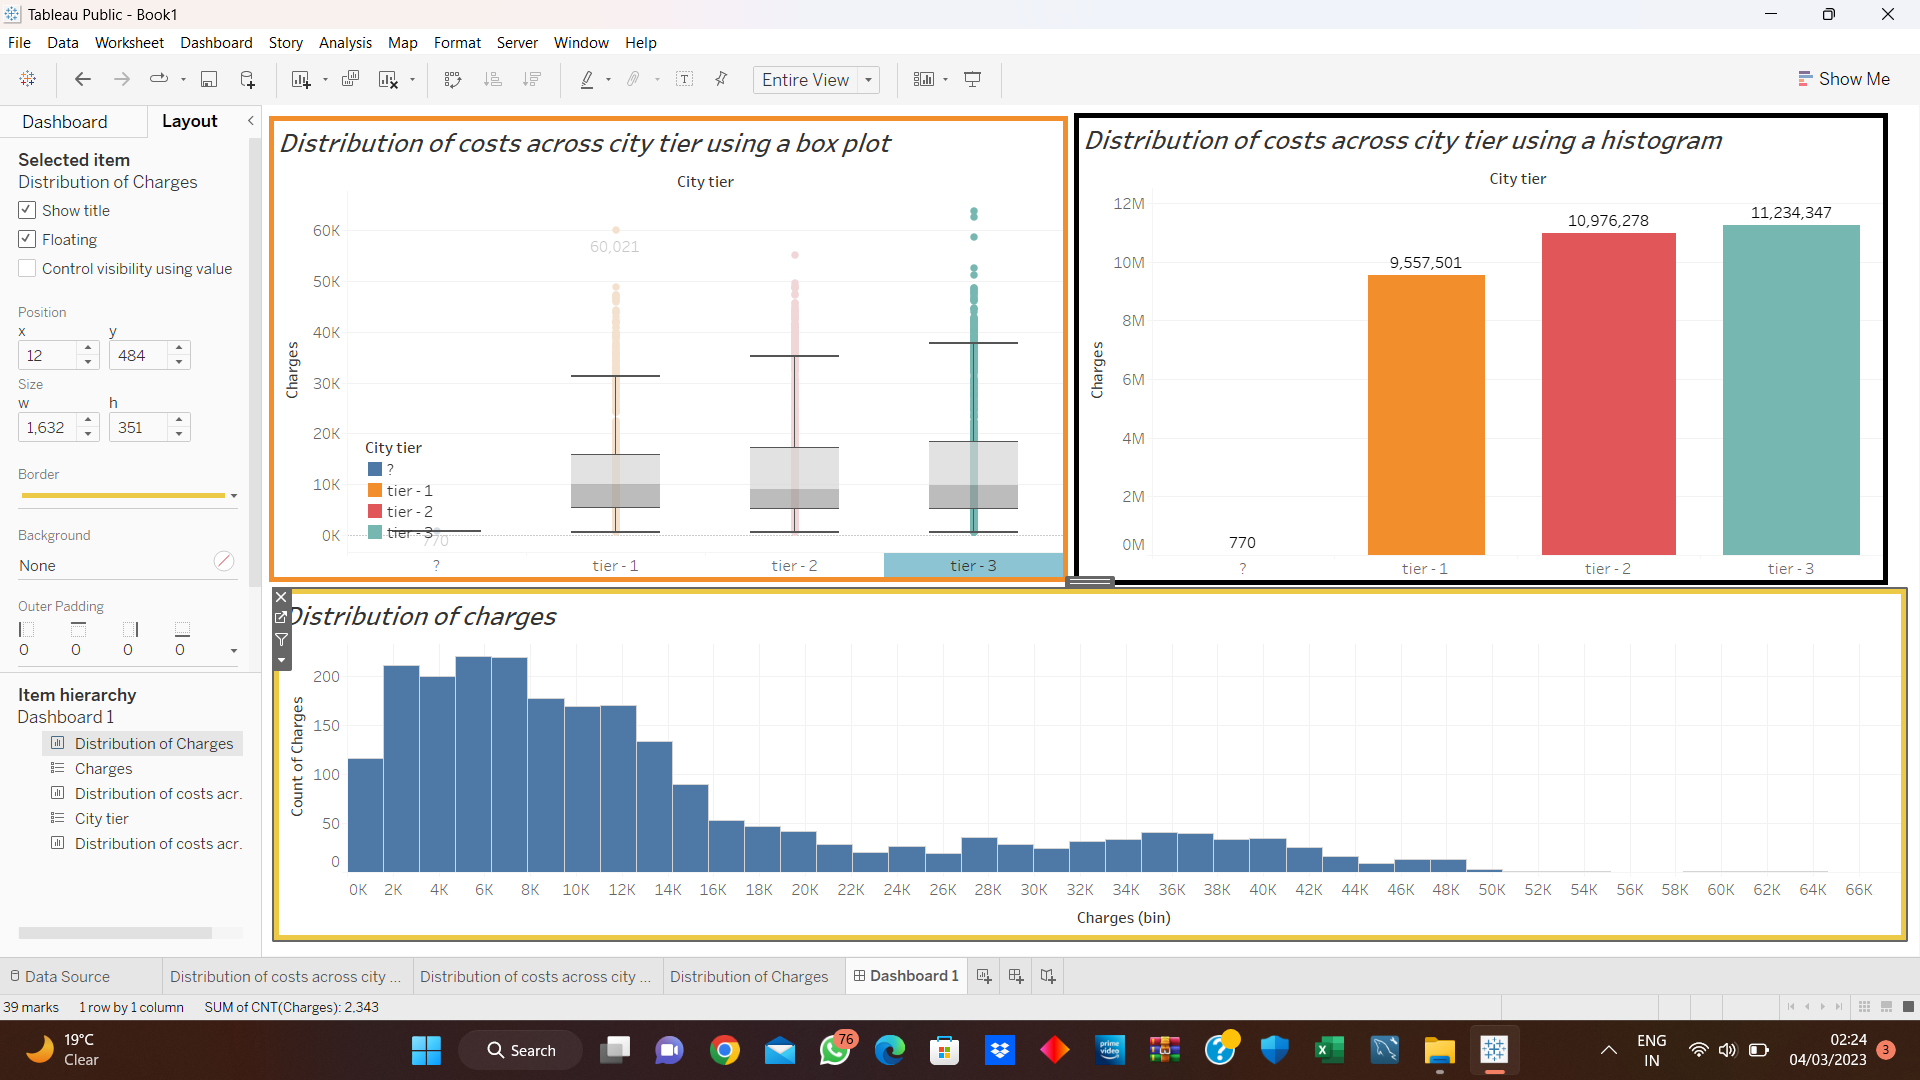 Tableau Public - Book1
File Data Worksheet Dashboard Story Analysis Map Format Server Window Help
Entire View
Show Me
Dashboard Layout
Selected item
Distribution of Charges
Show title
Floating
Control visibility using value
Position
x y
12 484
Size
w h
1,632 351
Border
Background
None
Outer Padding
0 0 0 0
Item hierarchy
Dashboard 1
Distribution of Charges
Charges
Distribution of costs acr.
City tier
Distribution of costs acr.
Distribution of costs across city tier using a box plot
City tier
60K
50K
40K
30K
20K
10K
0K
Charges
60,021
770
City tier
?
tier - 1
tier - 2
tier - 3
? tier - 1 tier - 2 tier - 3
Distribution of costs across city tier using a histogram
City tier
12M
10M
8M
6M
4M
2M
0M
Charges
770 9,557,501 10,976,278 11,234,347
? tier - 1 tier - 2 tier - 3
Distribution of charges
200
150
100
50
0
Count of Charges
0K 2K 4K 6K 8K 10K 12K 14K 16K 18K 20K 22K 24K 26K 28K 30K 32K 34K 36K 38K 40K 42K 44K 46K 48K 50K 52K 54K 56K 58K 60K 62K 64K 66K
Charges (bin)
Data Source Distribution of costs across city ... Distribution of costs across city ... Distribution of Charges Dashboard 1
39 marks 1 row by 1 column SUM of CNT(Charges): 2,343
19°C
Clear
Search
76
prime video
ENG
IN
02:24
04/03/2023
3